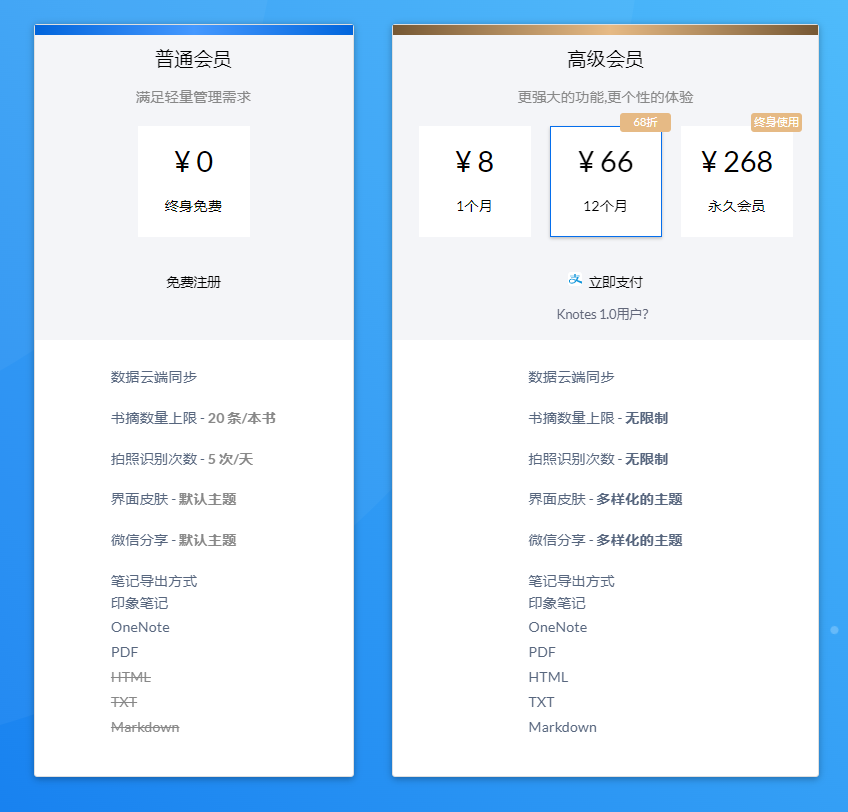 普通会员
满足轻量管理需求
¥ 0
终身免费
免费注册
数据云端同步
书摘数量上限 - 20 条/本书
拍照识别次数 - 5 次/天
界面皮肤 - 默认主题
微信分享 - 默认主题
笔记导出方式
印象笔记
OneNote
PDF
HTML
TXT
Markdown
高级会员
更强大的功能,更个性的体验
¥ 8
1个月
68折
¥ 66
12个月
终身使用
¥ 268
永久会员
立即支付
Knotes 1.0用户?
数据云端同步
书摘数量上限 - 无限制
拍照识别次数 - 无限制
界面皮肤 - 多样化的主题
微信分享 - 多样化的主题
笔记导出方式
印象笔记
OneNote
PDF
HTML
TXT
Markdown